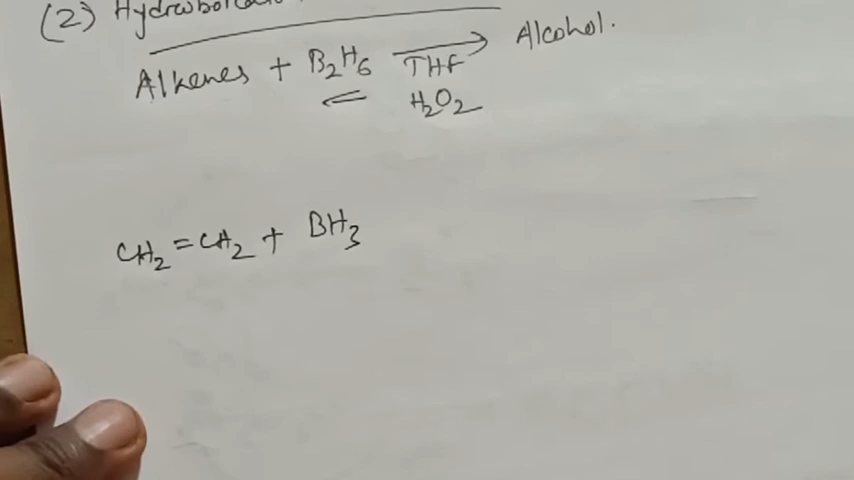 (2)
Alkenes + B2H6 → Alcohol.
THF
H2O2
CH2=CH2 + BH3